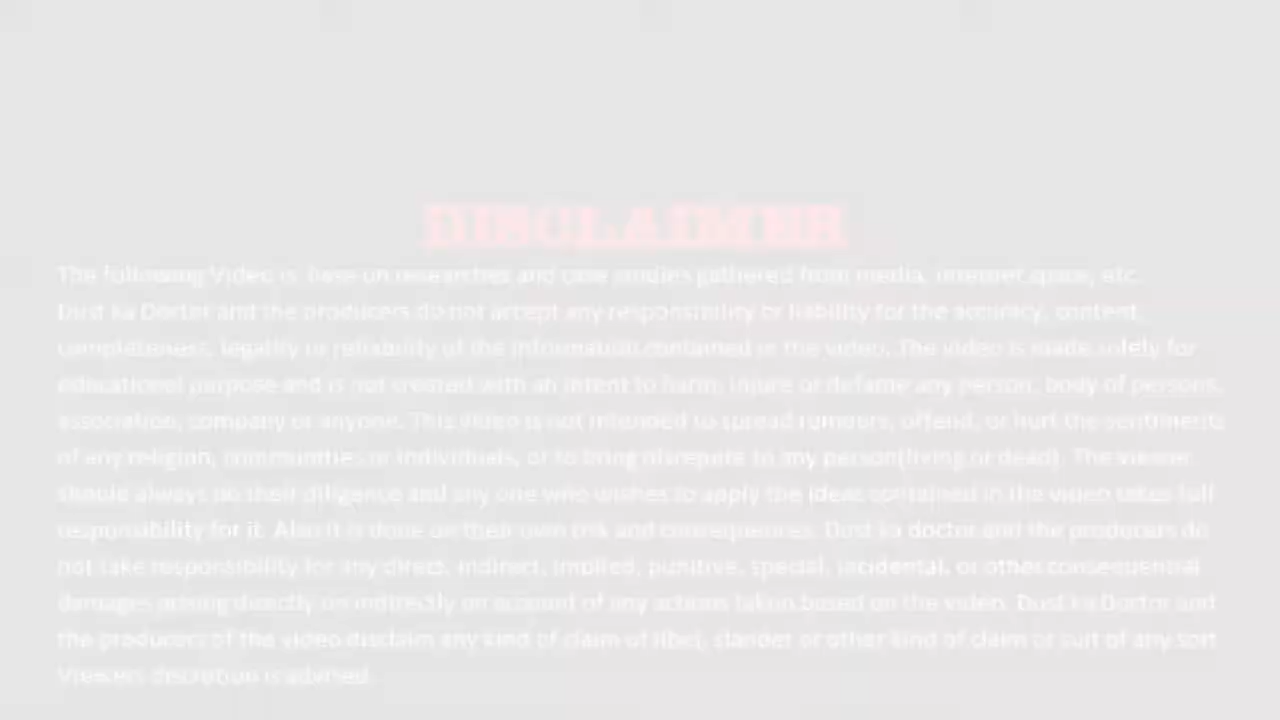 DISCLAIMER
The following Video is base on researches and case studies gathered from media, internet space, etc.
Dust ka Dortor and the producers do not accept any responsibility or liability for the accuracy, content,
completeness, legality or reliability of the information contained in the video. The video is made solely for
educational purpose and is not created with an intent to harm, injure or defame any person, body of persons,
association, company or anyone. This Video is not intended to spread rumours, offend, or hurt the sentiments
of any religion, communities or individuals, or to bring disrepute to any person(living or dead). The viewer
should always do their diligence and any one who wishes to apply the ideas contained in the video takes full
responsibility for it. Also it is done on their own risk and consequences. Dust ka doctor and the producers do
not take responsibility for any direct, indirect, implied, punitive, special, incidental, or other consequential
damages arising directly or indirectly on account of any actions taken based on the video. Dust ka Dortor and
the producers of the video disclaim any kind of claim of libel, slander or other kind of claim or suit of any sort
Viewers discretion is advised.